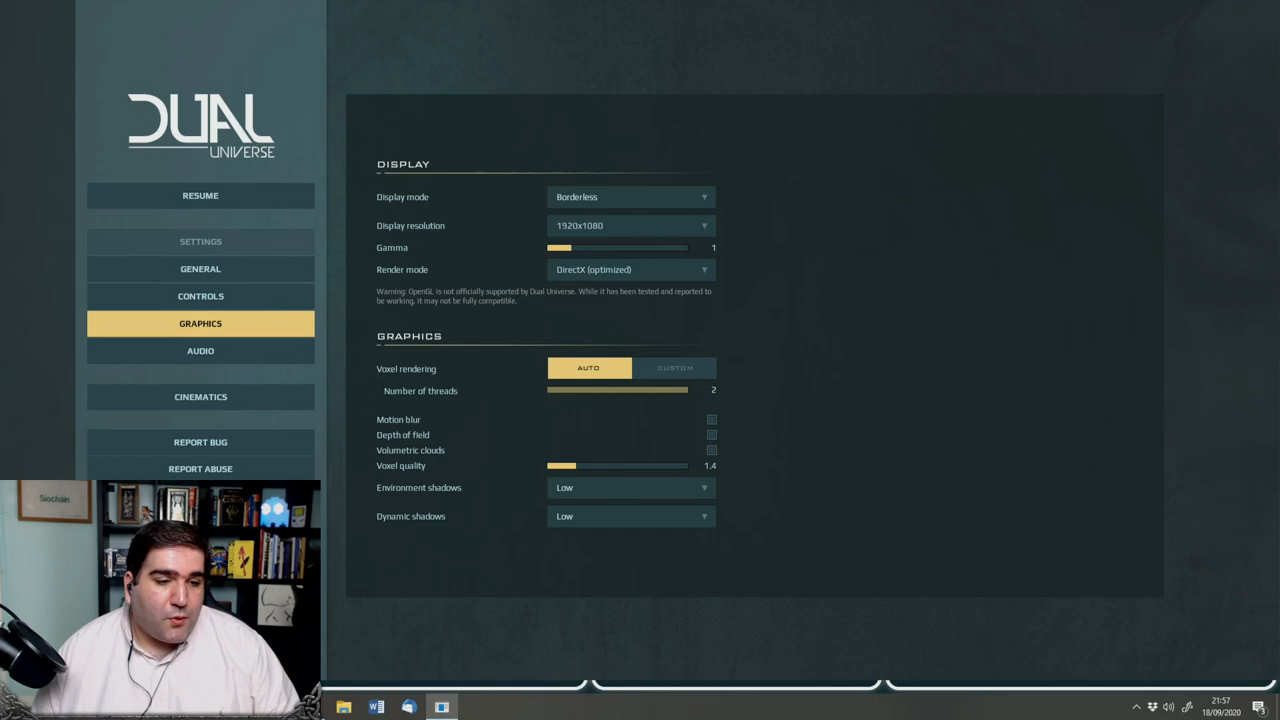 DUAL
UNIVERSE
RESUME
SETTINGS
GENERAL
CONTROLS
GRAPHICS
AUDIO
CINEMATICS
REPORT BUG
REPORT ABUSE
DISPLAY
Display mode Borderless
Display resolution 1920x1080
Gamma 1
Render mode DirectX (optimized)
Warning: OpenGL is not officially supported by Dual Universe. While it has been tested and reported to
be working, it may not be fully compatible.
GRAPHICS
Voxel rendering AUTO CUSTOM
Number of threads 2
Motion blur
Depth of field
Volumetric clouds
Voxel quality 1.4
Environment shadows Low
Dynamic shadows Low
Siocháin
21:57
18/09/2020
3